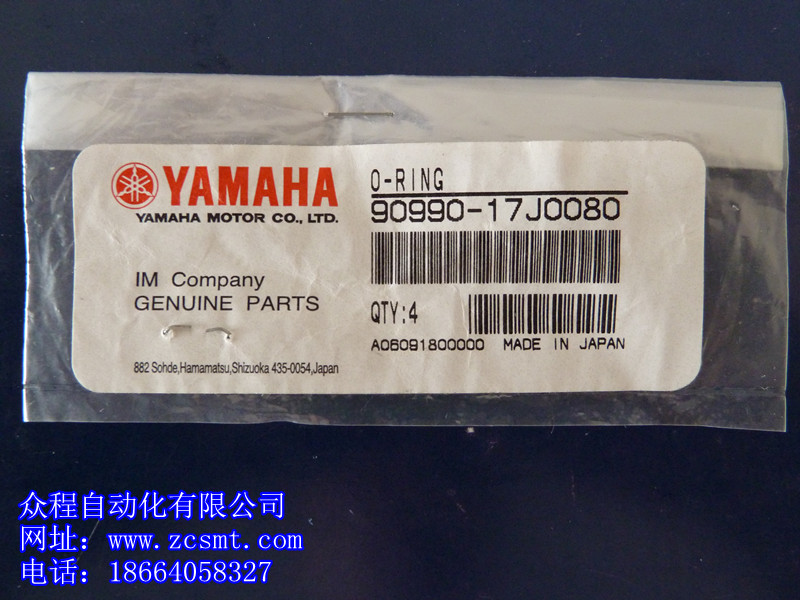 YAMAHA
YAMAHA MOTOR CO., LTD.
IM Company
GENUINE PARTS
882 Sohde,Hamamatsu,Shizuoka 435-0054,Japan
O-RING
90990-17J0080
QTY:4
A06091800000 MADE IN JAPAN
众程自动化有限公司
网址：www.zcsmt.com
电话：18664058327